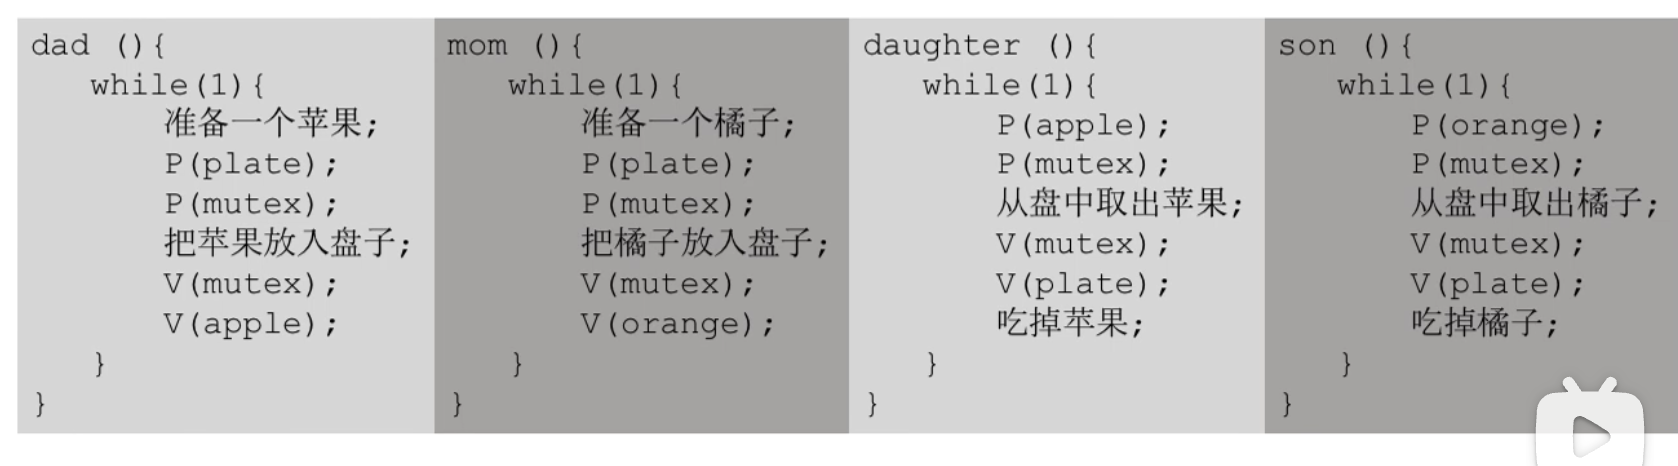 dad (){
while(1){
准备一个苹果;
P(plate);
P(mutex);
把苹果放入盘子;
V(mutex);
V(apple);
}
}
mom (){
while(1){
准备一个橘子;
P(plate);
P(mutex);
把橘子放入盘子;
V(mutex);
V(orange);
}
}
daughter (){
while(1){
P(apple);
P(mutex);
从盘中取出苹果;
V(mutex);
V(plate);
吃掉苹果;
}
}
son (){
while(1){
P(orange);
P(mutex);
从盘中取出橘子;
V(mutex);
V(plate);
吃掉橘子;
}
}